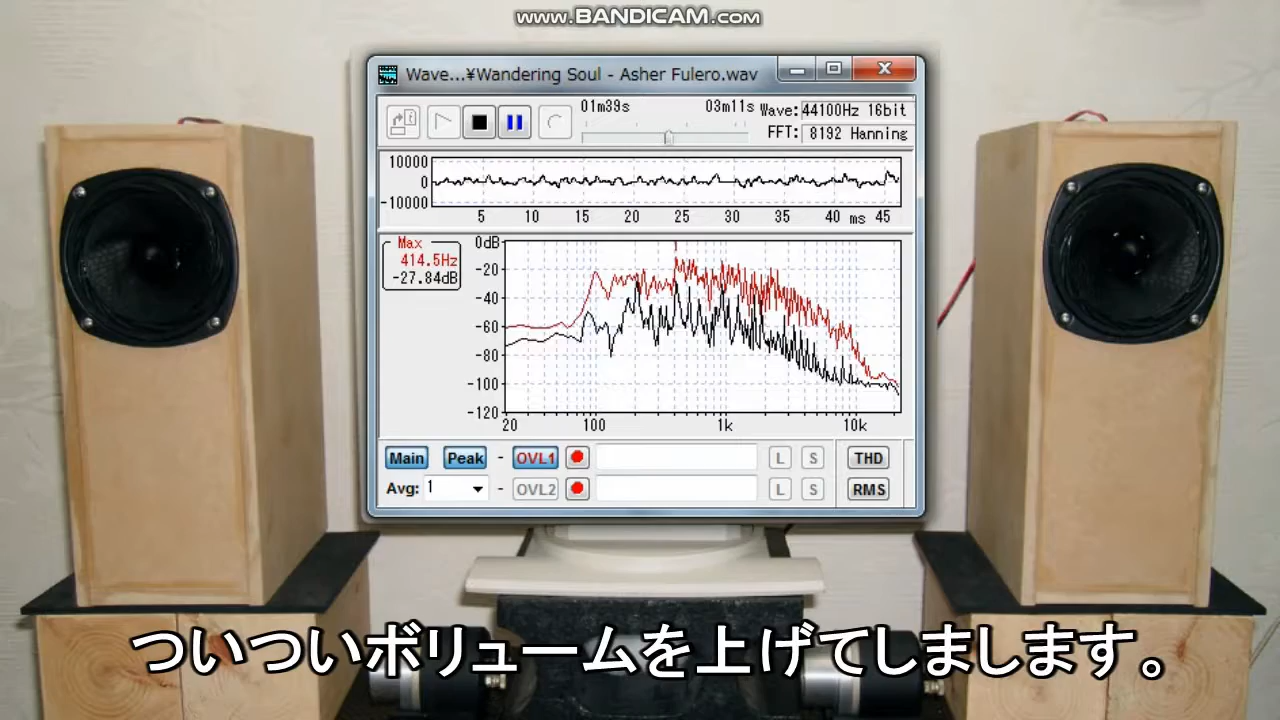 www.BANDICAM.com
Wave...¥Wandering Soul - Asher Fulero.wav
01m39s 03m11s Wave: 44100Hz 16bit
FFT: 8192 Hanning
10000
0
-10000
5 10 15 20 25 30 35 40 ms 45
Max
414.5Hz
-27.84dB
0dB
-20
-40
-60
-80
-100
-120
20 100 1k 10k
Main Peak - OVL1 L S THD
Avg: 1 - OVL2 L S RMS
ついついボリュームを上げてしまします。